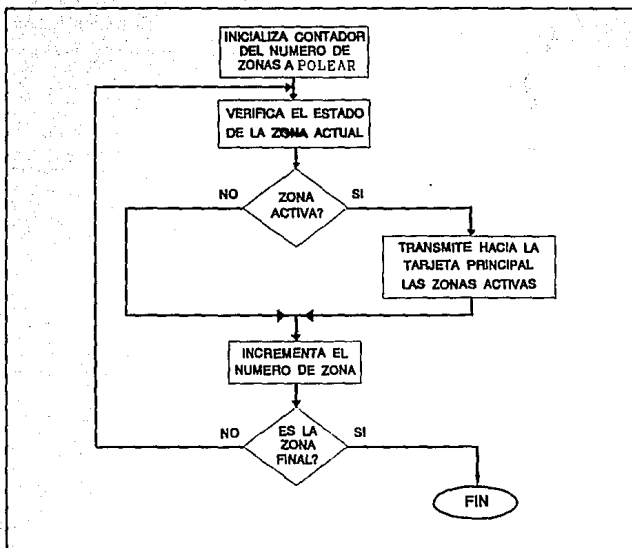 INICIALIZA CONTADOR
DEL NUMERO DE
ZONAS A POLEAR
VERIFICA EL ESTADO
DE LA ZONA ACTUAL
NO
ZONA
ACTIVA?
SI
TRANSMITE HACIA LA
TARJETA PRINCIPAL
LAS ZONAS ACTIVAS
INCREMENTA EL
NUMERO DE ZONA
NO
ES LA
ZONA
FINAL?
SI
FIN